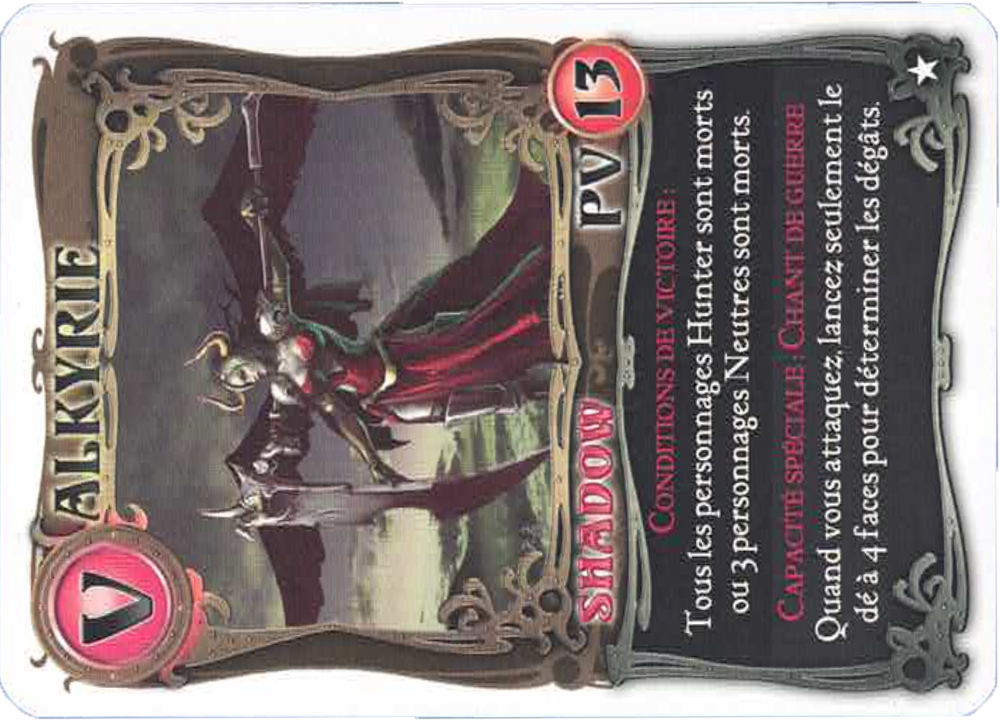 VALKYRIE
SHADOW PV 13
CONDITIONS DE VICTOIRE :
Tous les personnages Hunter sont morts
ou 3 personnages Neutres sont morts.
CAPACITÉ SPÉCIALE : CHANT DE GUERRE
Quand vous attaquez, lancez seulement le
dé à 4 faces pour déterminer les dégâts.